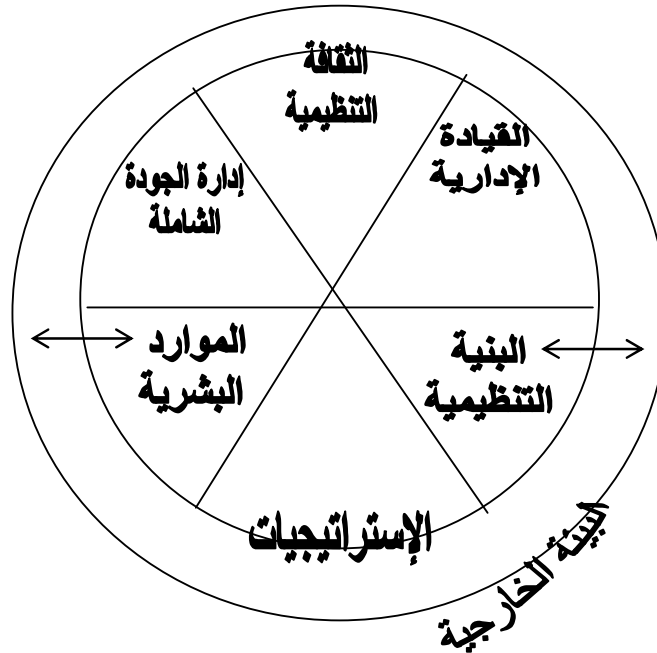 الثقافة
التنظيمية
القيادة
الإدارية
إدارة الجودة
الشاملة
الموارد
البشرية
البنية
التنظيمية
الإستراتيجيات
البيئة الخارجية